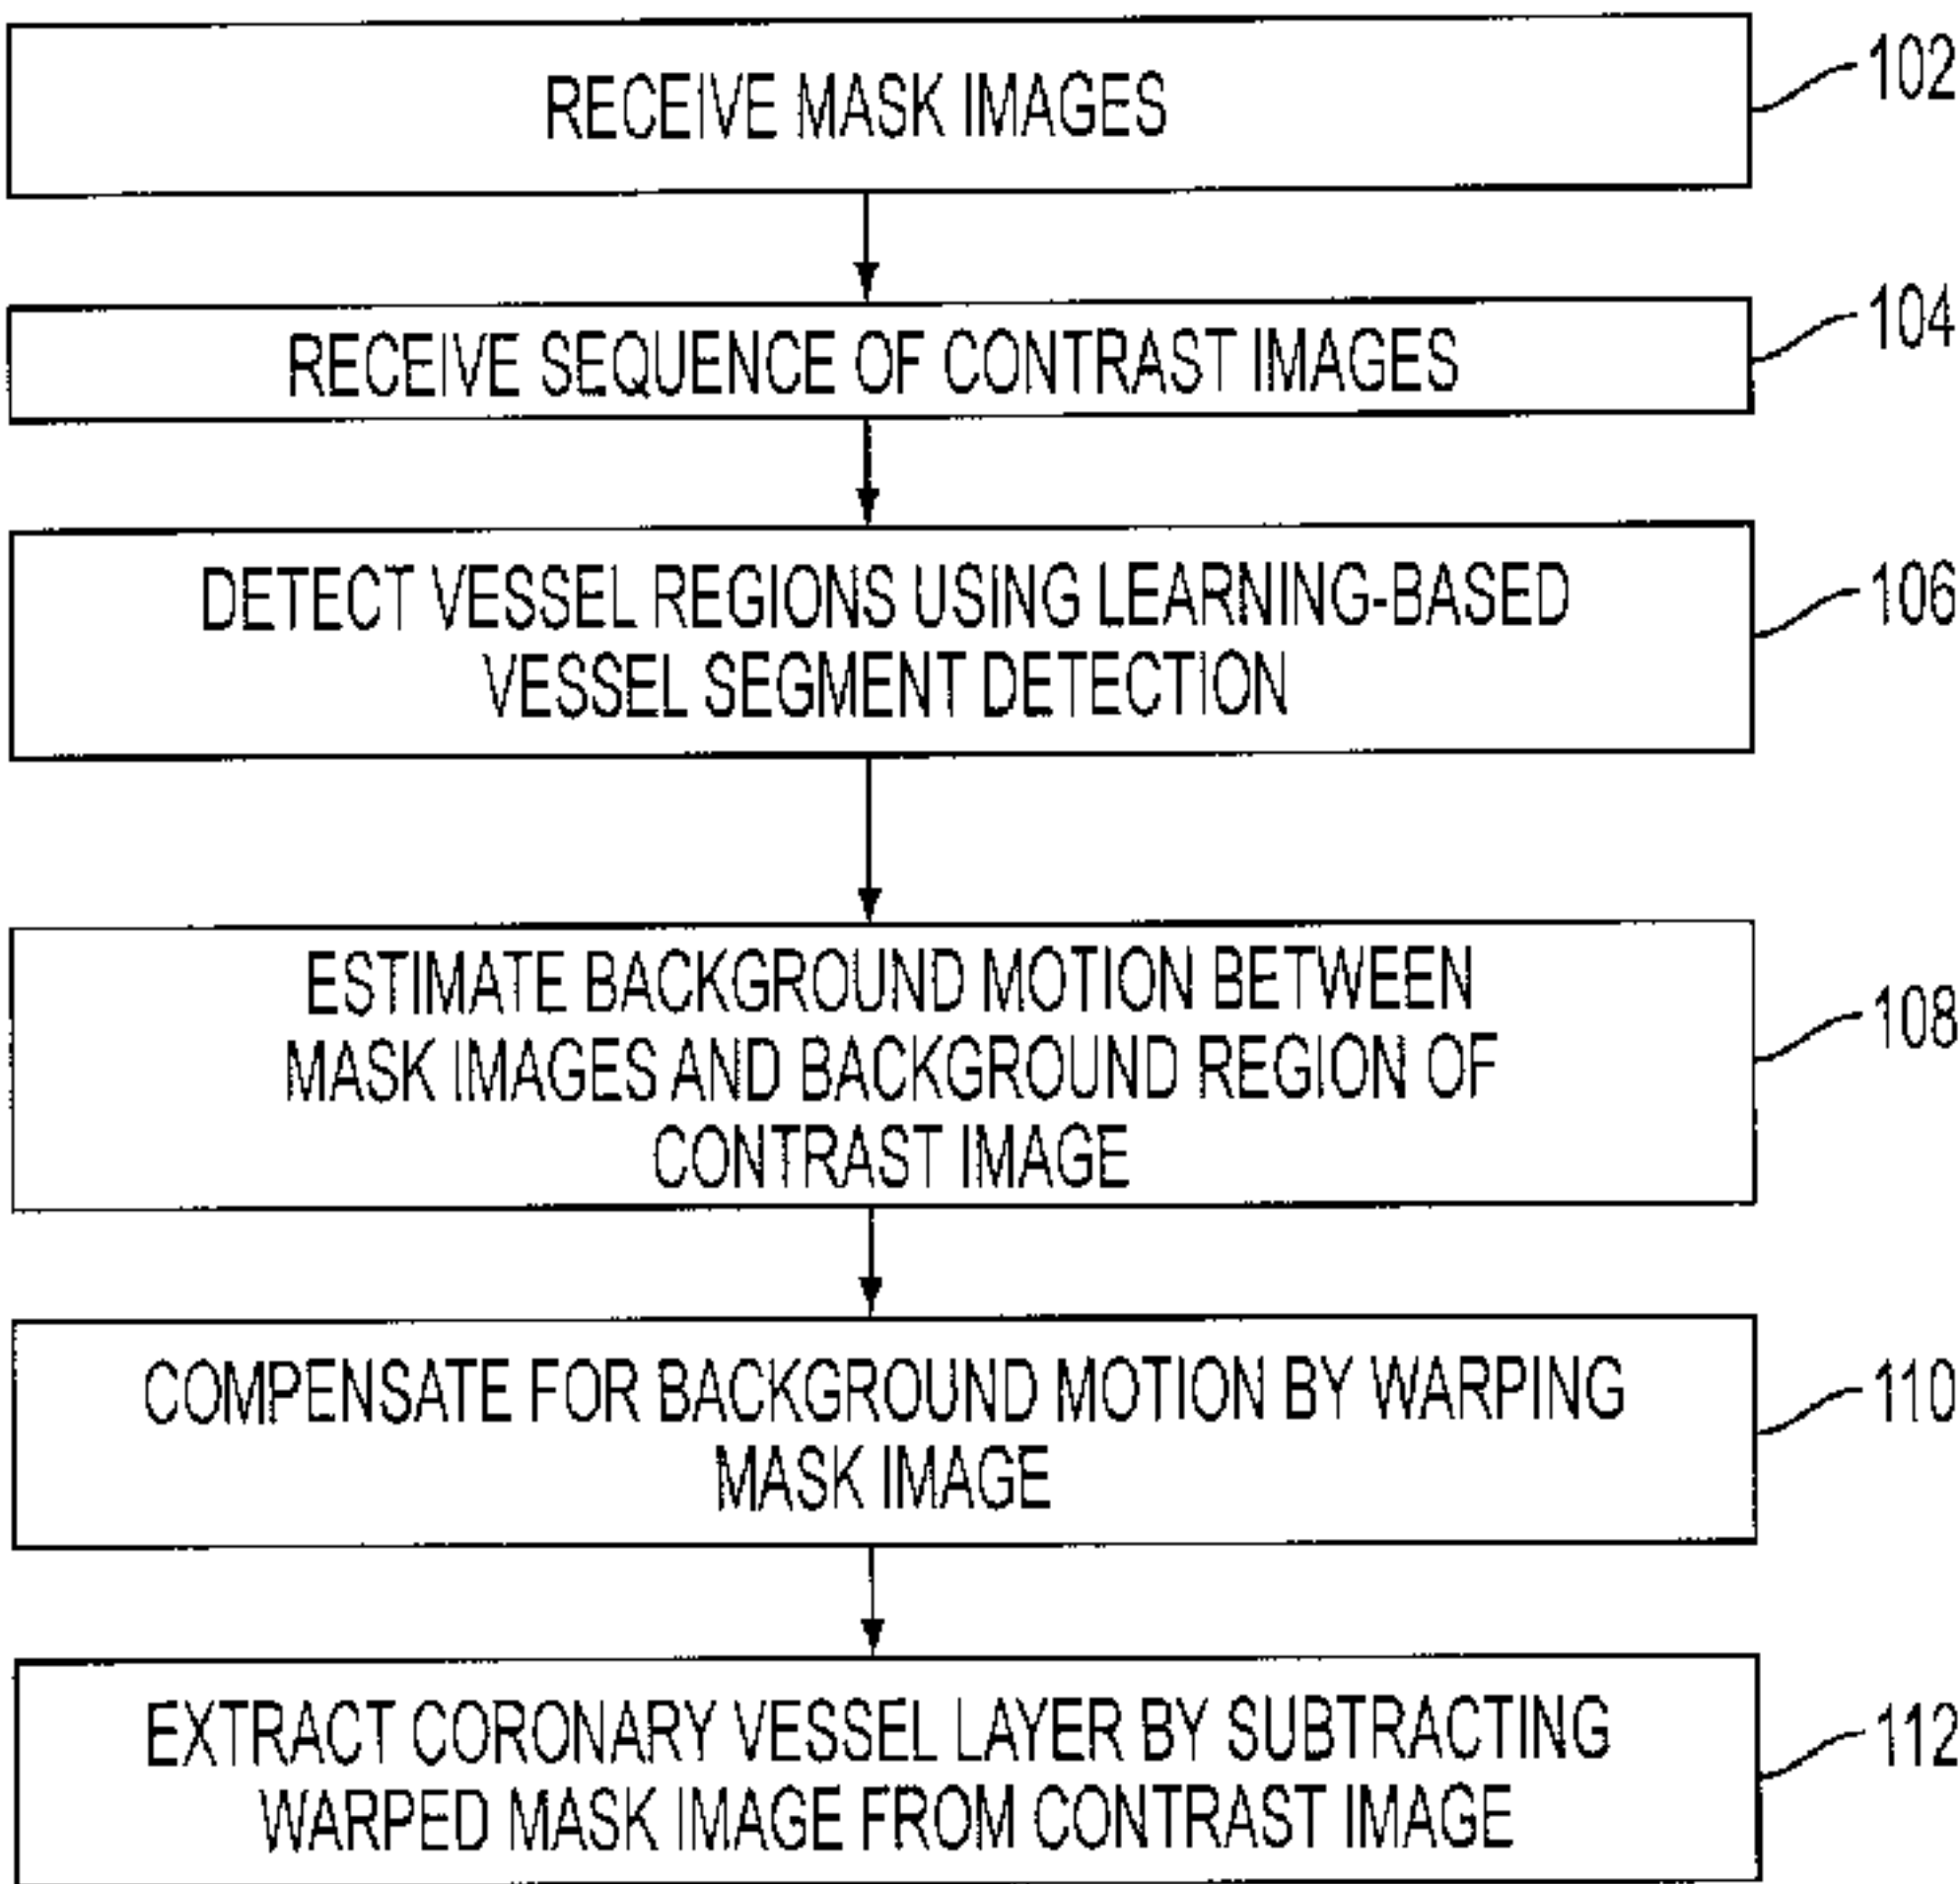 RECEIVE MASK IMAGES
102
RECEIVE SEQUENCE OF CONTRAST IMAGES
104
DETECT VESSEL REGIONS USING LEARNING-BASED
VESSEL SEGMENT DETECTION
106
ESTIMATE BACKGROUND MOTION BETWEEN
MASK IMAGES AND BACKGROUND REGION OF
CONTRAST IMAGE
108
COMPENSATE FOR BACKGROUND MOTION BY WARPING
MASK IMAGE
110
EXTRACT CORONARY VESSEL LAYER BY SUBTRACTING
WARPED MASK IMAGE FROM CONTRAST IMAGE
112